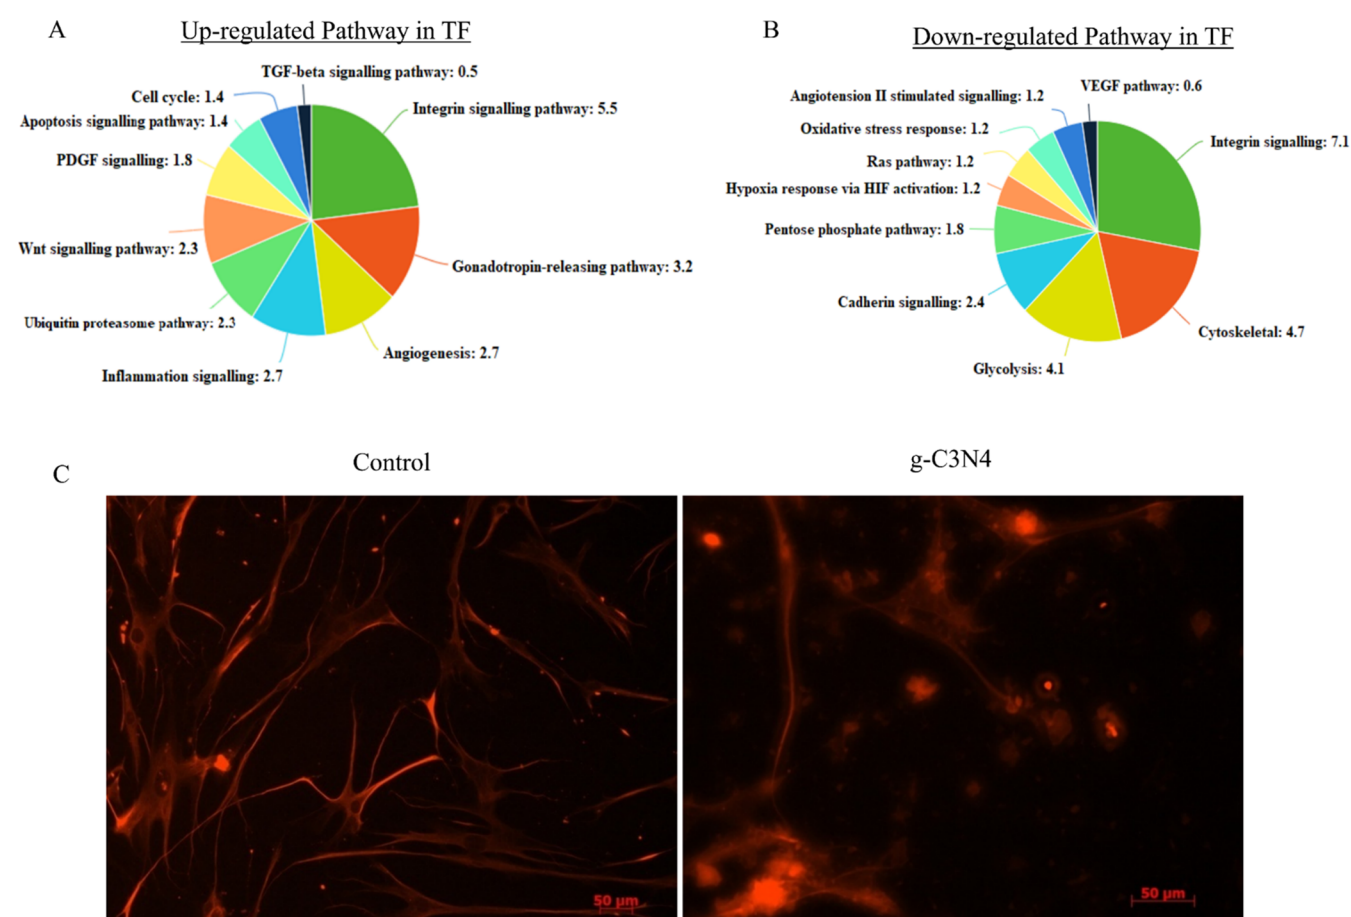 A
Up-regulated Pathway in TF
TGF-beta signalling pathway: 0.5
Cell cycle: 1.4
Integrin signalling pathway: 5.5
Apoptosis signalling pathway: 1.4
PDGF signalling: 1.8
Wnt signalling pathway: 2.3
Gonadotropin-releasing pathway: 3.2
Ubiquitin proteasome pathway: 2.3
Angiogenesis: 2.7
Inflammation signalling: 2.7
B
Down-regulated Pathway in TF
VEGF pathway: 0.6
Angiotension II stimulated signalling: 1.2
Oxidative stress response: 1.2
Integrin signalling: 7.1
Ras pathway: 1.2
Hypoxia response via HIF activation: 1.2
Pentose phosphate pathway: 1.8
Cadherin signalling: 2.4
Cytoskeletal: 4.7
Glycolysis: 4.1
C
Control
g-C3N4
50 µm
50 µm